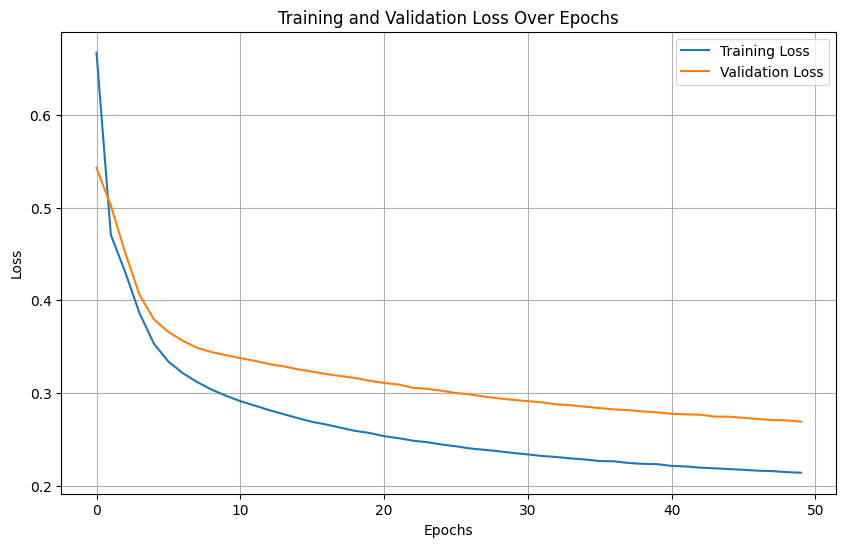 Training and Validation Loss Over Epochs
Training Loss
Validation Loss
Loss
0.6
0.5
0.4
0.3
0.2
0 10 20 30 40 50
Epochs